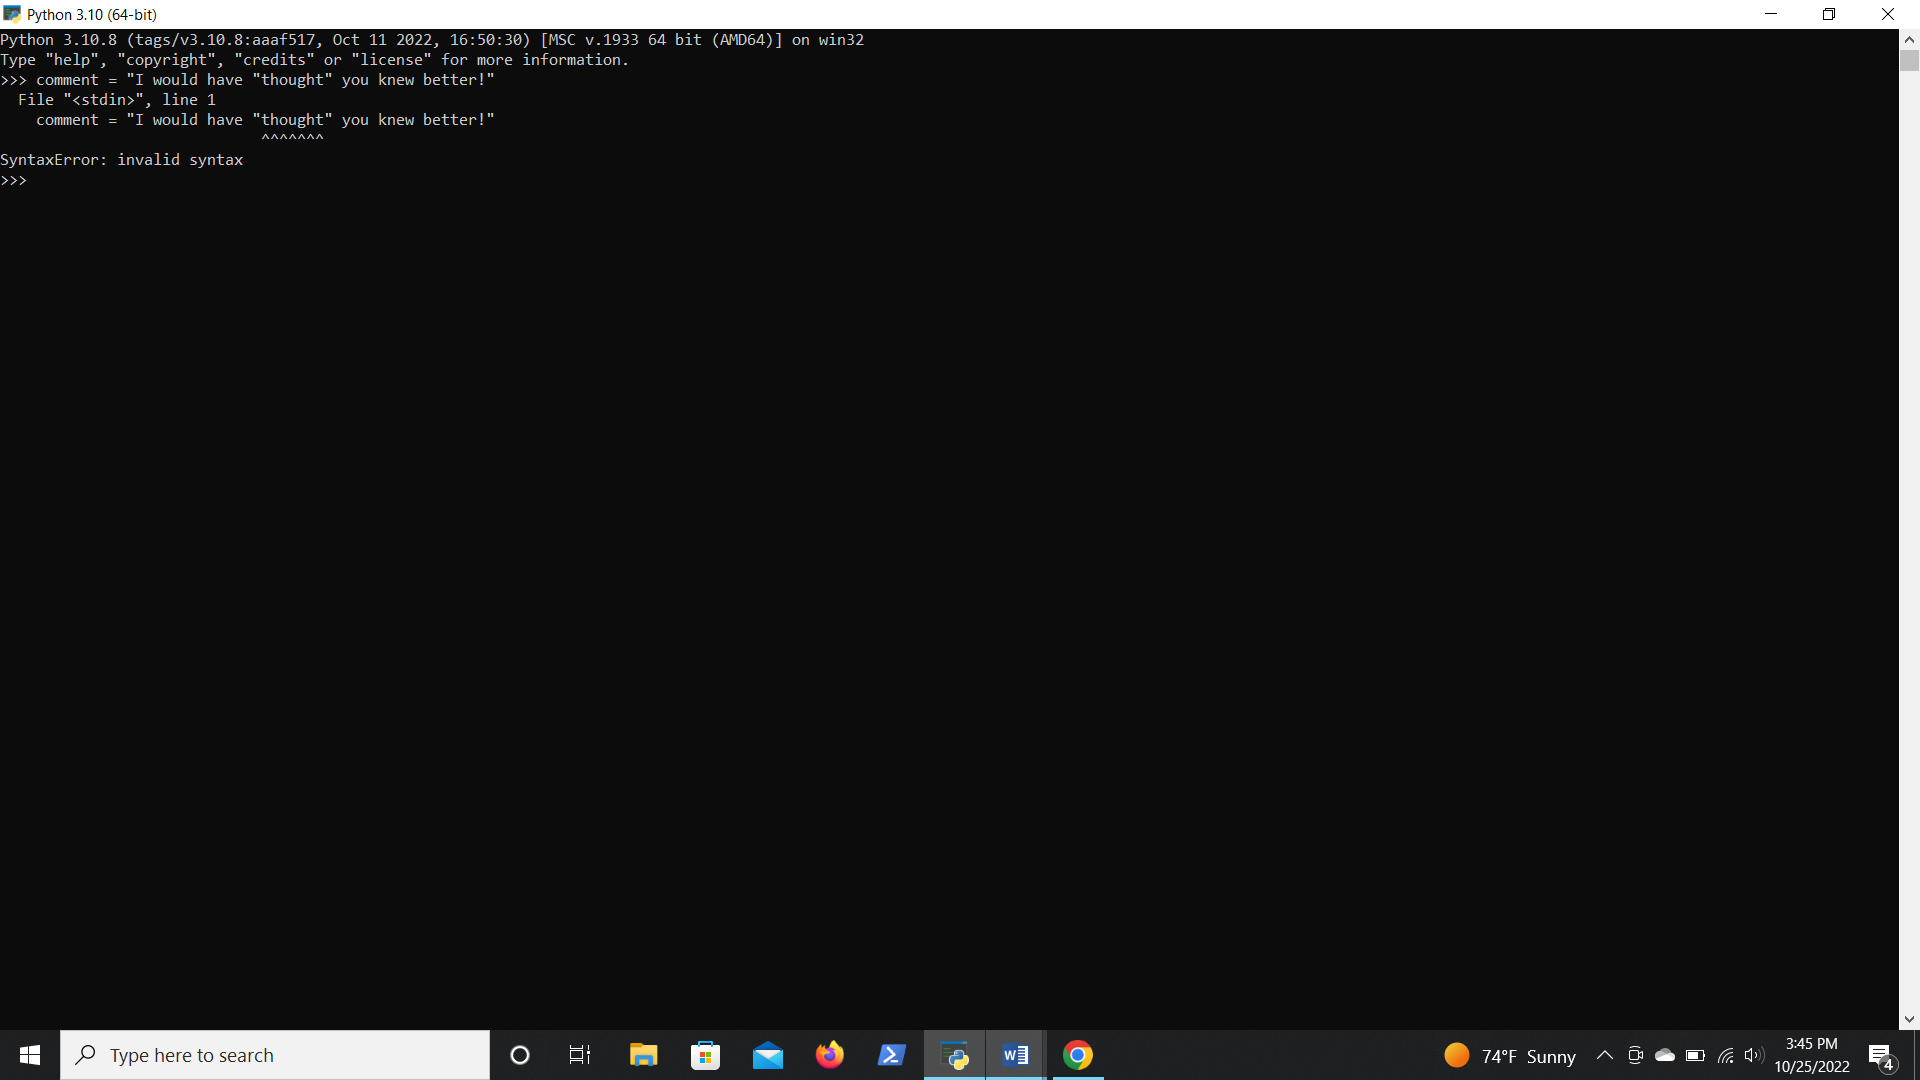 Python 3.10 (64-bit)
Python 3.10.8 (tags/v3.10.8:aaaf517, Oct 11 2022, 16:50:30) [MSC v.1933 64 bit (AMD64)] on win32
Type "help", "copyright", "credits" or "license" for more information.
>>> comment = "I would have "thought" you knew better!"
  File "<stdin>", line 1
    comment = "I would have "thought" you knew better!"
                             ^^^^^^^
SyntaxError: invalid syntax
>>>
Type here to search
74°F Sunny
3:45 PM
10/25/2022
4